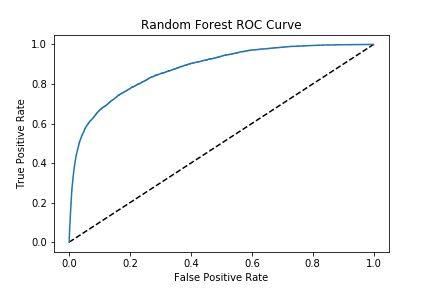 Random Forest ROC Curve
True Positive Rate
1.0
0.8
0.6
0.4
0.2
0.0
0.0 0.2 0.4 0.6 0.8 1.0
False Positive Rate